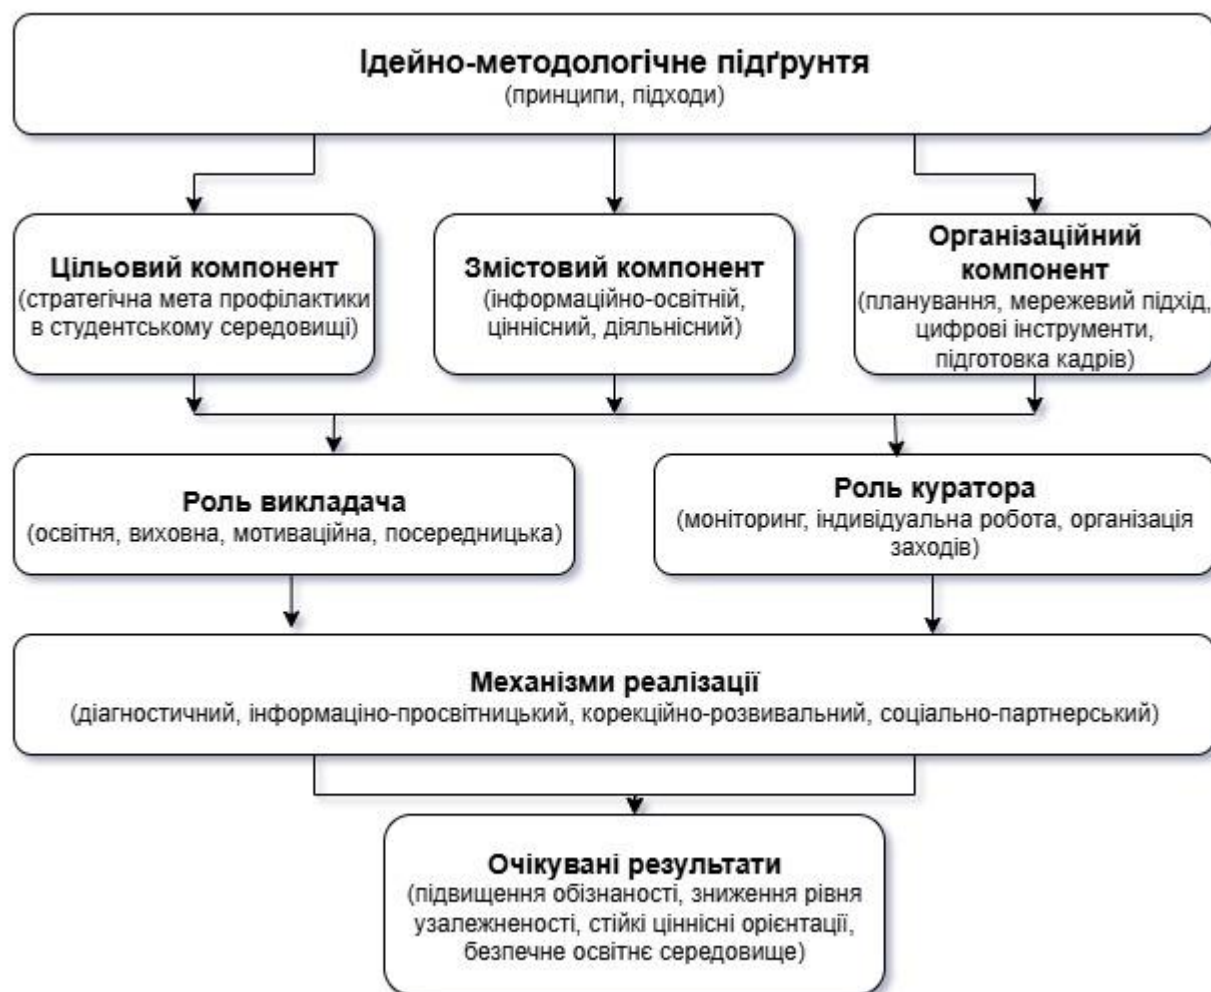 Ідейно-методологічне підґрунтя
(принципи, підходи)
Цільовий компонент
(стратегічна мета профілактики
в студентському середовищі)
Змістовий компонент
(інформаційно-освітній,
ціннісний, діяльнісний)
Організаційний
компонент
(планування, мережевий підхід,
цифрові інструменти,
підготовка кадрів)
Роль викладача
(освітня, виховна, мотиваційна, посередницька)
Роль куратора
(моніторинг, індивідуальна робота, організація
заходів)
Механізми реалізації
(діагностичний, інформаціно-просвітницький, корекційно-розвивальний, соціально-партнерський)
Очікувані результати
(підвищення обізнаності, зниження рівня
узалежненості, стійкі ціннісні орієнтації,
безпечне освітнє середовище)